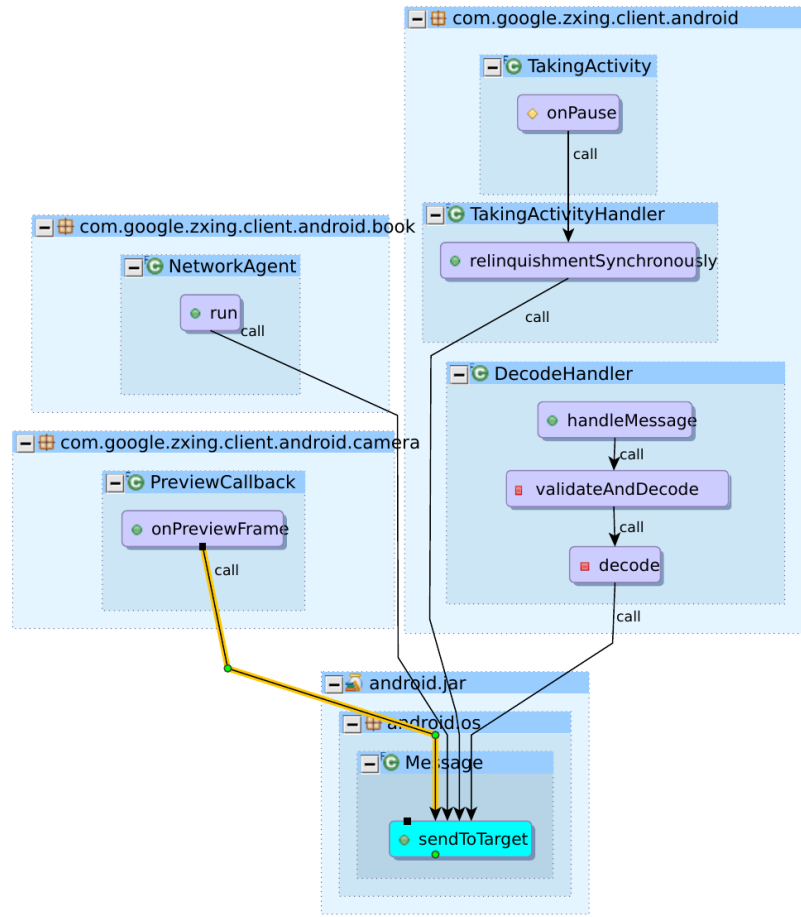 com.google.zxing.client.android
TakingActivity
onPause
call
TakingActivityHandler
relinquishmentSynchronously
call
com.google.zxing.client.android.book
NetworkAgent
run
call
DecodeHandler
handleMessage
call
validateAndDecode
call
decode
call
com.google.zxing.client.android.camera
PreviewCallback
onPreviewFrame
call
android.jar
android.os
Message
sendToTarget